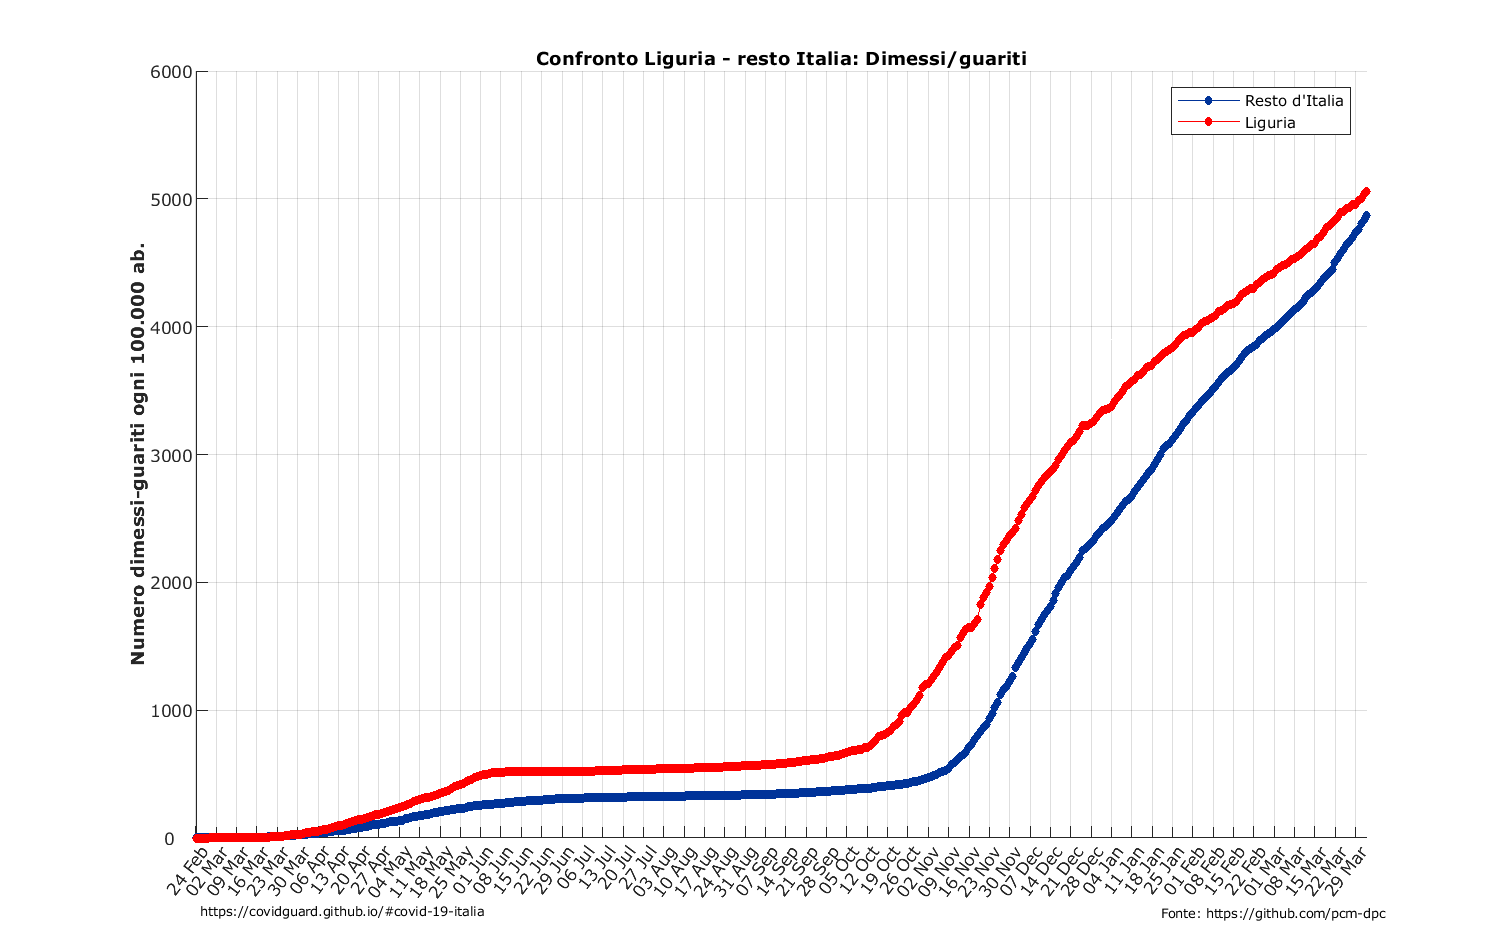 Confronto Liguria - resto Italia: Dimessi/guariti
Numero dimessi-guariti ogni 100.000 ab.
6000
5000
4000
3000
2000
1000
0
Resto d'Italia
Liguria
24 Feb
02 Mar
09 Mar
16 Mar
23 Mar
30 Mar
06 Apr
13 Apr
20 Apr
27 Apr
04 May
11 May
18 May
25 May
01 Jun
08 Jun
15 Jun
22 Jun
29 Jun
06 Jul
13 Jul
20 Jul
27 Jul
03 Aug
10 Aug
17 Aug
24 Aug
31 Aug
07 Sep
14 Sep
21 Sep
28 Sep
05 Oct
12 Oct
19 Oct
26 Oct
02 Nov
09 Nov
16 Nov
23 Nov
30 Nov
07 Dec
14 Dec
21 Dec
28 Dec
04 Jan
11 Jan
18 Jan
25 Jan
01 Feb
08 Feb
15 Feb
22 Feb
01 Mar
08 Mar
15 Mar
22 Mar
29 Mar
https://covidguard.github.io/#covid-19-italia
Fonte: https://github.com/pcm-dpc